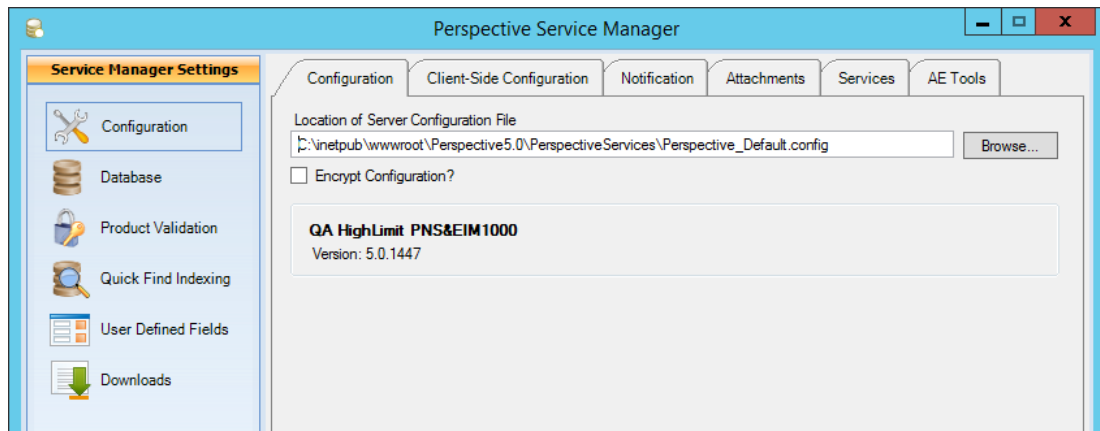 Perspective Service Manager
Service Manager Settings
Configuration
Database
Product Validation
Quick Find Indexing
User Defined Fields
Downloads
Configuration Client-Side Configuration Notification Attachments Services AE Tools
Location of Server Configuration File
C:\inetpub\wwwroot\Perspective5.0\PerspectiveServices\Perspective_Default.config Browse...
Encrypt Configuration?
QA HighLimit PNS&EIM1000
Version: 5.0.1447